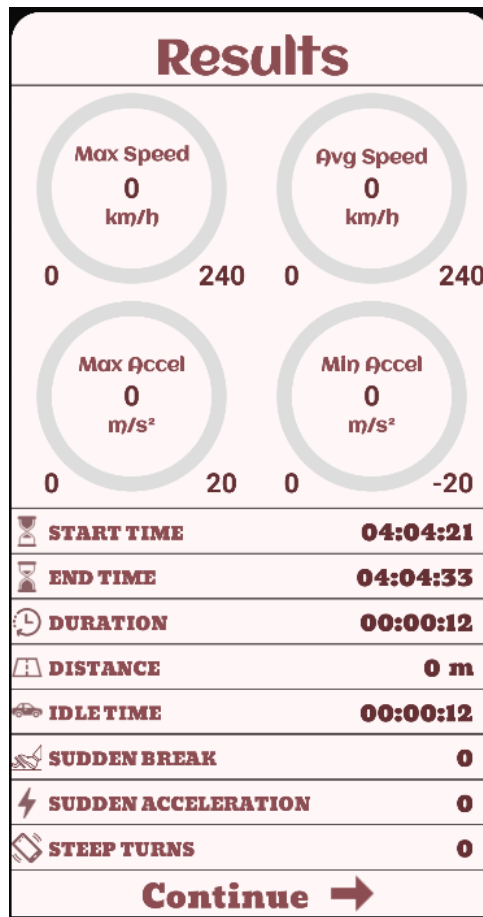 Results
Max Speed
0
km/h
0 240
Avg Speed
0
km/h
0 240
Max Accel
0
m/s²
0 20
Min Accel
0
m/s²
0 -20
START TIME 04:04:21
END TIME 04:04:33
DURATION 00:00:12
DISTANCE 0 m
IDLE TIME 00:00:12
SUDDEN BREAK 0
SUDDEN ACCELERATION 0
STEEP TURNS 0
Continue